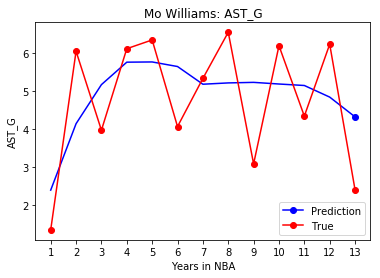 Mo Williams: AST_G
AST_G
6
5
4
3
2
1 2 3 4 5 6 7 8 9 10 11 12 13
Years in NBA
Prediction
True